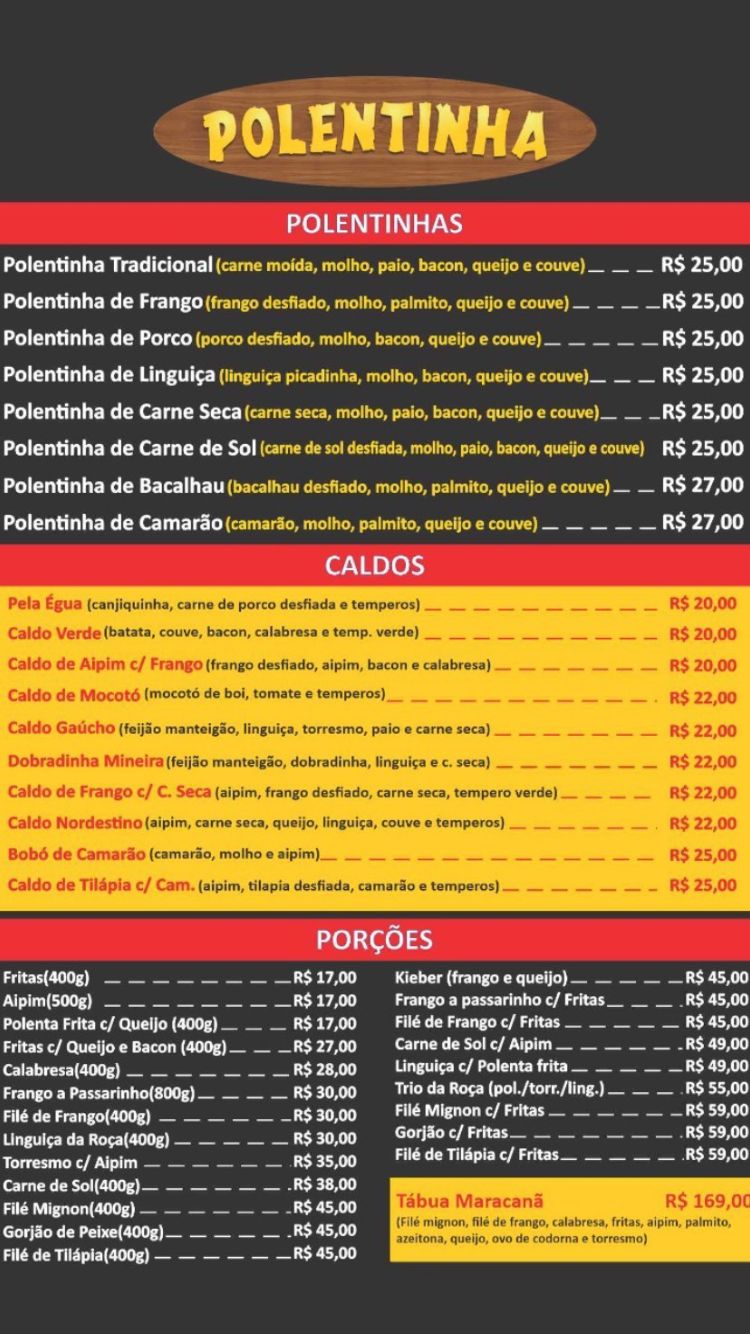 POLENTINHA
POLENTINHAS
Polentinha Tradicional (carne moída, molho, paio, bacon, queijo e couve) R$ 25,00
Polentinha de Frango (frango desfiado, molho, palmito, queijo e couve) R$ 25,00
Polentinha de Porco (porco desfiado, molho, bacon, queijo e couve) R$ 25,00
Polentinha de Linguiça (linguiça picadinha, molho, bacon, queijo e couve) R$ 25,00
Polentinha de Carne Seca (carne seca, molho, paio, bacon, queijo e couve) R$ 25,00
Polentinha de Carne de Sol (carne de sol desfiada, molho, paio, bacon, queijo e couve) R$ 25,00
Polentinha de Bacalhau (bacalhau desfiado, molho, palmito, queijo e couve) R$ 27,00
Polentinha de Camarão (camarão, molho, palmito, queijo e couve) R$ 27,00
CALDOS
Pela Égua (canjiquinha, carne de porco desfiada e temperos) R$ 20,00
Caldo Verde (batata, couve, bacon, calabresa e temp. verde) R$ 20,00
Caldo de Aipim c/ Frango (frango desfiado, aipim, bacon e calabresa) R$ 20,00
Caldo de Mocotó (mocotó de boi, tomate e temperos) R$ 22,00
Caldo Gaúcho (feijão manteigão, linguiça, torresmo, paio e carne seca) R$ 22,00
Dobradinha Mineira (feijão manteigão, dobradinha, linguiça e c. seca) R$ 22,00
Caldo de Frango c/ C. Seca (aipim, frango desfiado, carne seca, tempero verde) R$ 22,00
Caldo Nordestino (aipim, carne seca, queijo, linguiça, couve e temperos) R$ 22,00
Bobó de Camarão (camarão, molho e aipim) R$ 25,00
Caldo de Tilápia c/ Cam. (aipim, tilapia desfiada, camarão e temperos) R$ 25,00
PORÇÕES
Fritas(400g) R$ 17,00
Aipim(500g) R$ 17,00
Polenta Frita c/ Queijo (400g) R$ 17,00
Fritas c/ Queijo e Bacon (400g) R$ 27,00
Calabresa(400g) R$ 28,00
Frango a Passarinho(800g) R$ 30,00
Filé de Frango(400g) R$ 30,00
Linguiça da Roça(400g) R$ 30,00
Torresmo c/ Aipim R$ 35,00
Carne de Sol(400g) R$ 38,00
Filé Mignon(400g) R$ 45,00
Gorjão de Peixe(400g) R$ 45,00
Filé de Tilápia(400g) R$ 45,00
Kieber (frango e queijo) R$ 45,00
Frango a passarinho c/ Fritas R$ 45,00
Filé de Frango c/ Fritas R$ 45,00
Carne de Sol c/ Aipim R$ 49,00
Linguiça c/ Polenta frita R$ 49,00
Trio da Roça (pol./torr./ling.) R$ 55,00
Filé Mignon c/ Fritas R$ 59,00
Gorjão c/ Fritas R$ 59,00
Filé de Tilápia c/ Fritas R$ 59,00
Tábua Maracanã R$ 169,00
(Filé mignon, filé de frango, calabresa, fritas, aipim, palmito,
azeitona, queijo, ovo de codorna e torresmo)